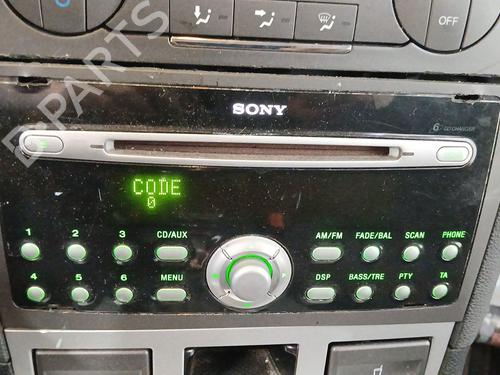 OFF
SONY
6 CD CHANGER
CODE
0
1 2 3 CD/AUX AM/FM FADE/BAL SCAN PHONE
4 5 6 MENU DSP BASS/TRE PTY TA
B-PARTS